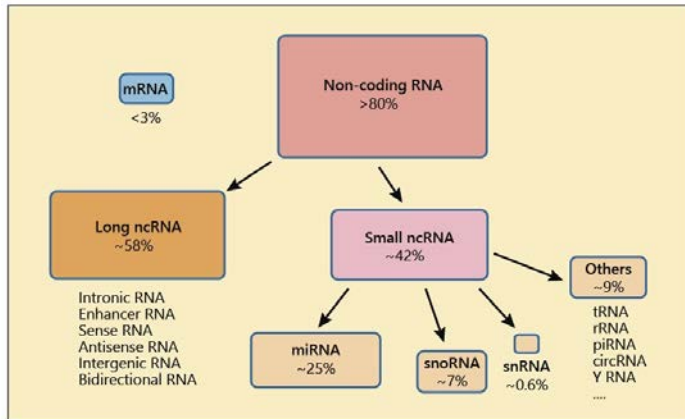 mRNA
<3%
Non-coding RNA
>80%
Long ncRNA
~58%
Intronic RNA
Enhancer RNA
Sense RNA
Antisense RNA
Intergenic RNA
Bidirectional RNA
Small ncRNA
~42%
miRNA
~25%
snoRNA
~7%
snRNA
~0.6%
Others
~9%
tRNA
rRNA
piRNA
circRNA
Y RNA
....